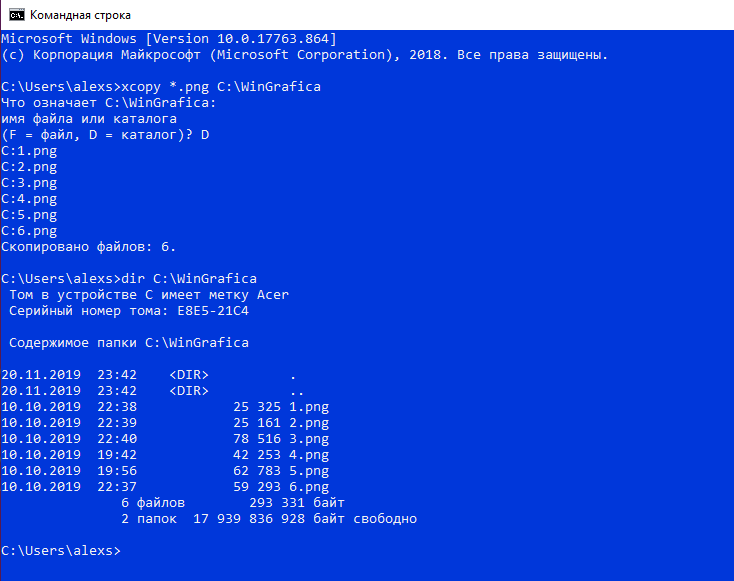 Командная строка
Microsoft Windows [Version 10.0.17763.864]
(c) Корпорация Майкрософт (Microsoft Corporation), 2018. Все права защищены.
C:\Users\alexs>xcopy *.png C:\WinGrafica
Что означает C:\WinGrafica:
имя файла или каталога
(F = файл, D = каталог)? D
C:1.png
C:2.png
C:3.png
C:4.png
C:5.png
C:6.png
Скопировано файлов: 6.
C:\Users\alexs>dir C:\WinGrafica
Том в устройстве C имеет метку Acer
Серийный номер тома: E8E5-21C4
Содержимое папки C:\WinGrafica
20.11.2019  23:42    <DIR>          .
20.11.2019  23:42    <DIR>          ..
10.10.2019  22:38            25 325 1.png
10.10.2019  22:39            25 161 2.png
10.10.2019  22:40            78 516 3.png
10.10.2019  19:42            42 253 4.png
10.10.2019  19:56            62 783 5.png
10.10.2019  22:37            59 293 6.png
6 файлов        293 331 байт
2 папок  17 939 836 928 байт свободно
C:\Users\alexs>